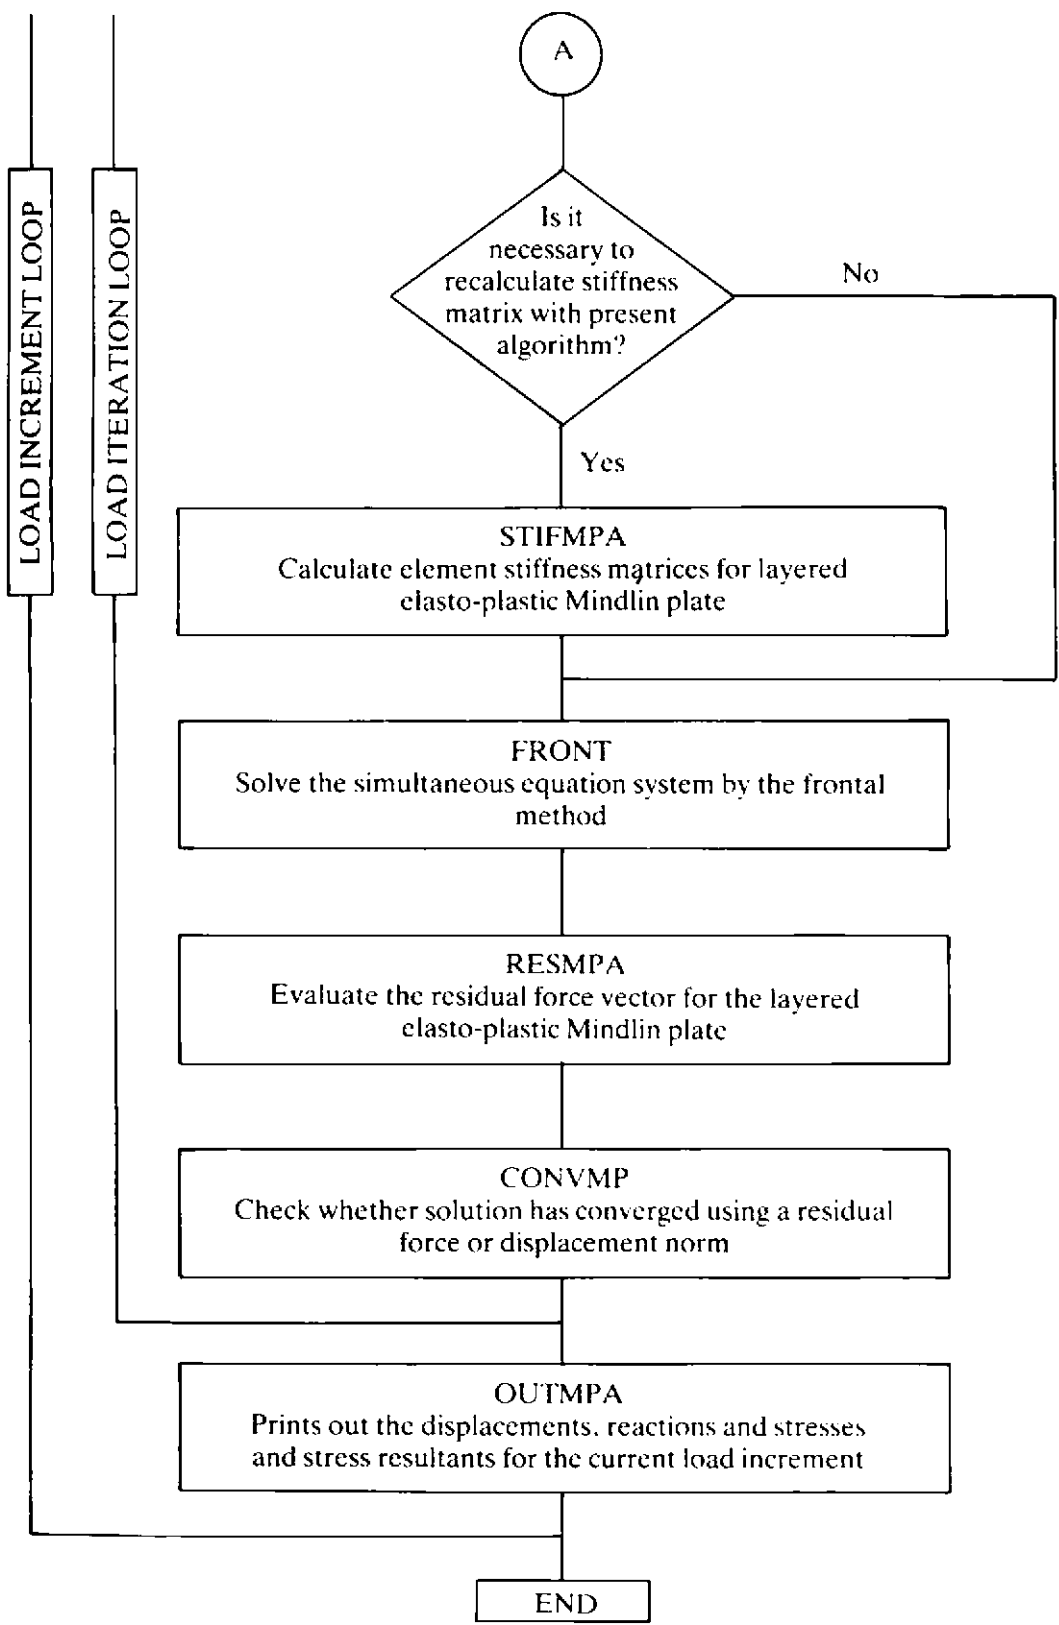 A
Is it
necessary to
recalculate stiffness
matrix with present
algorithm?
No
Yes
LOAD INCREMENT LOOP
LOAD ITERATION LOOP
STIFMPA
Calculate element stiffness matrices for layered
elasto-plastic Mindlin plate
FRONT
Solve the simultaneous equation system by the frontal
method
RESMPA
Evaluate the residual force vector for the layered
elasto-plastic Mindlin plate
CONVMP
Check whether solution has converged using a residual
force or displacement norm
OUTMPA
Prints out the displacements, reactions and stresses
and stress resultants for the current load increment
END